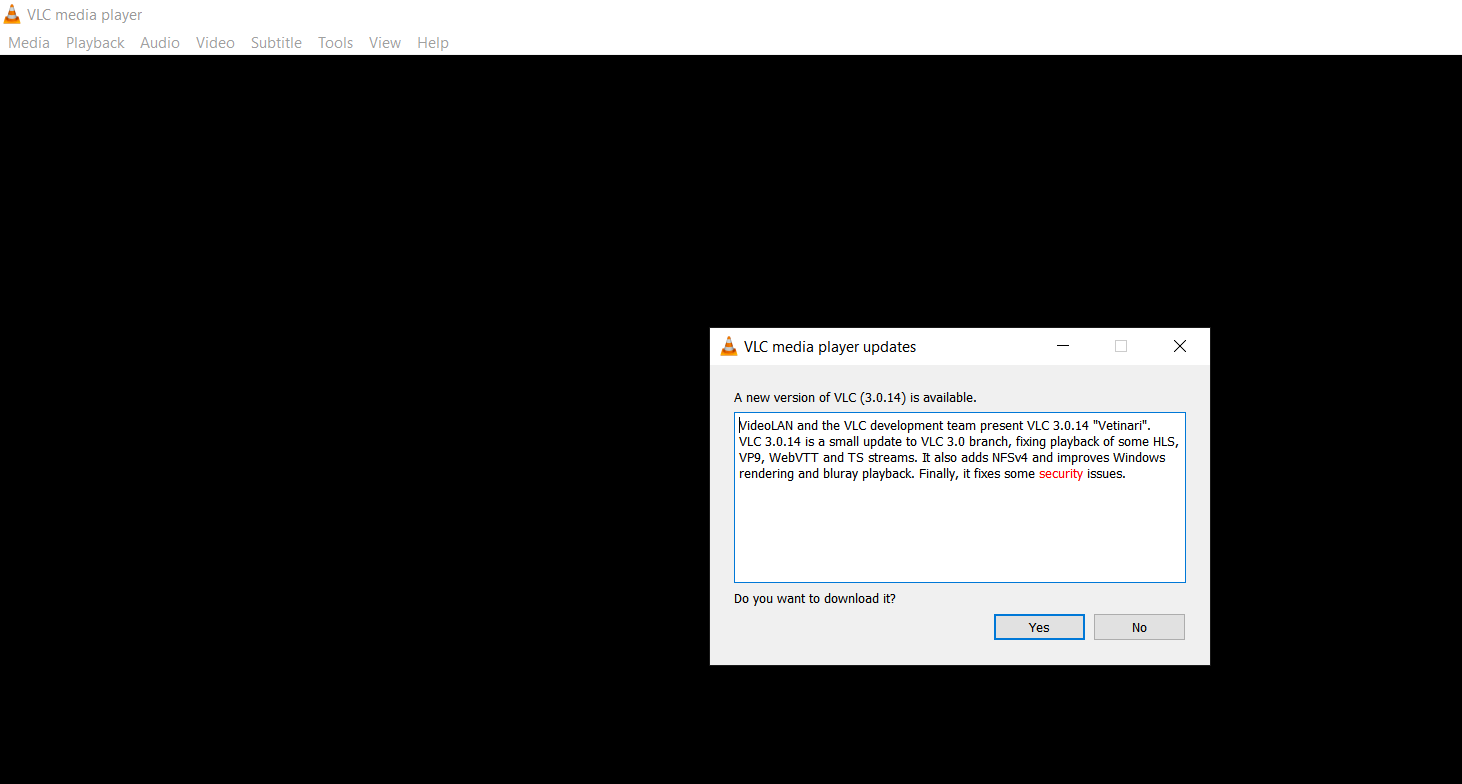 VLC media player
Media Playback Audio Video Subtitle Tools View Help
VLC media player updates
A new version of VLC (3.0.14) is available.
VideoLAN and the VLC development team present VLC 3.0.14 "Vetinari".
VLC 3.0.14 is a small update to VLC 3.0 branch, fixing playback of some HLS,
VP9, WebVTT and TS streams. It also adds NFSv4 and improves Windows
rendering and bluray playback. Finally, it fixes some security issues.
Do you want to download it?
Yes No